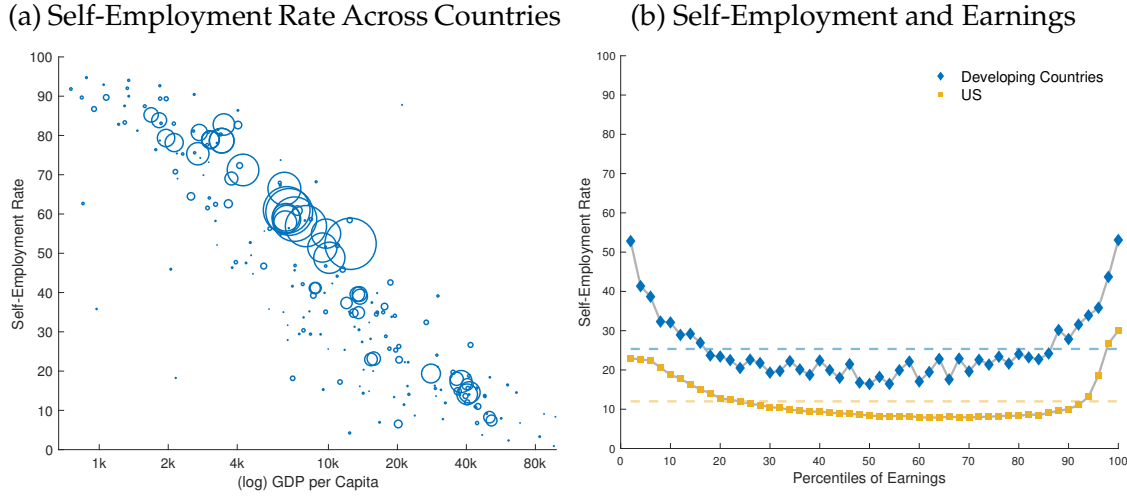 (a) Self-Employment Rate Across Countries
100
90
80
70
60
50
40
30
20
10
0
Self-Employment Rate
1k 2k 4k 10k 20k 40k 80k
(log) GDP per Capita
(b) Self-Employment and Earnings
100
90
80
70
60
50
40
30
20
10
0
Self-Employment Rate
Developing Countries
US
0 10 20 30 40 50 60 70 80 90 100
Percentiles of Earnings